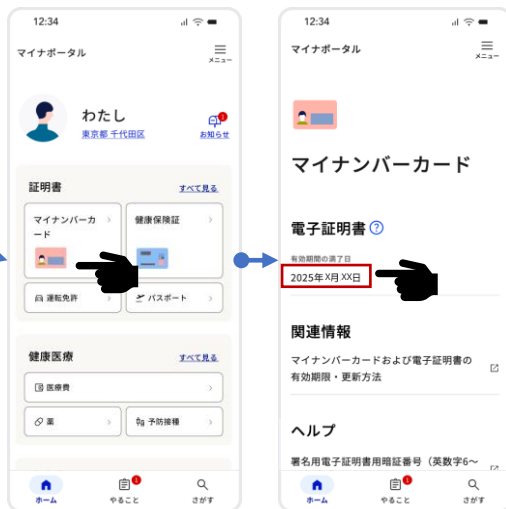 12:34
マイナポータル
メニュー
わたし
東京都 千代田区
お知らせ
証明書
すべて見る
マイナンバーカ
ード
健康保険証
運転免許
パスポート
健康医療
すべて見る
医療費
薬
予防接種
ホーム
やること
さがす
12:34
マイナポータル
メニュー
マイナンバーカード
電子証明書
有効期間の満了日
2025年X月XX日
関連情報
マイナンバーカードおよび電子証明書の
有効期限・更新方法
ヘルプ
署名用電子証明書用暗証番号（英数字6〜
ホーム
やること
さがす